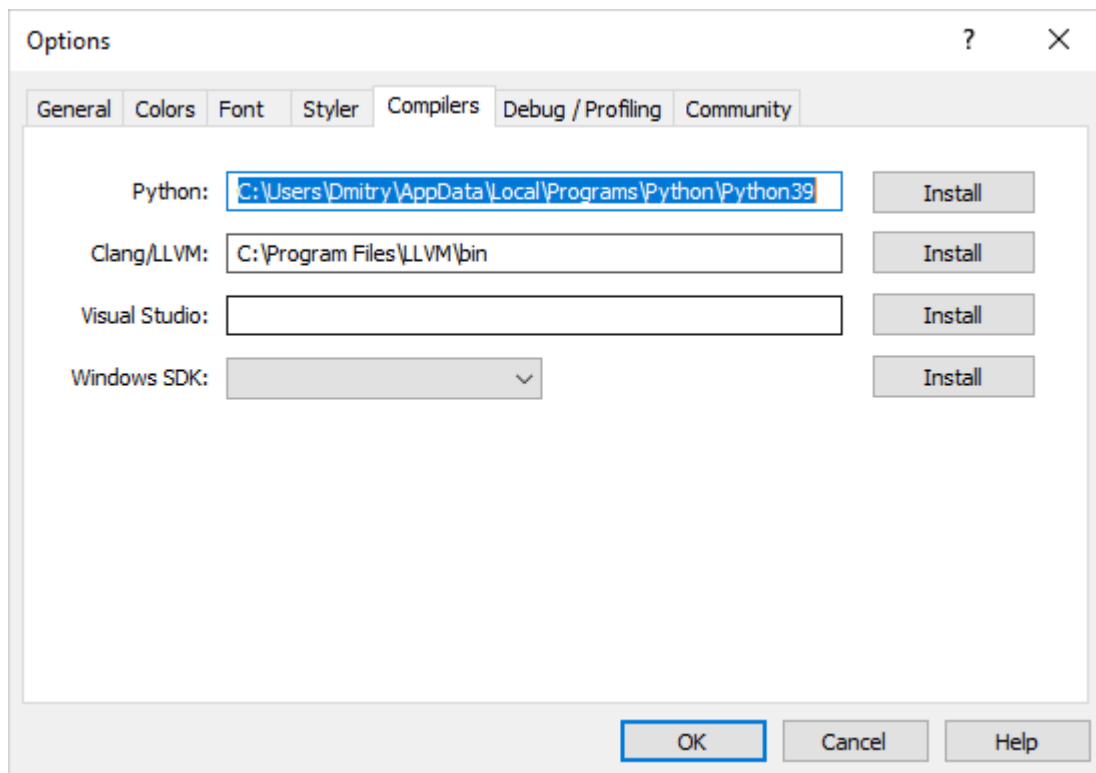 Options
?
General Colors Font Styler Compilers Debug / Profiling Community
Python: C:\Users\Dmitry\AppData\Local\Programs\Python\Python39 Install
Clang/LLVM: C:\Program Files\LLVM\bin Install
Visual Studio: Install
Windows SDK: Install
OK Cancel Help